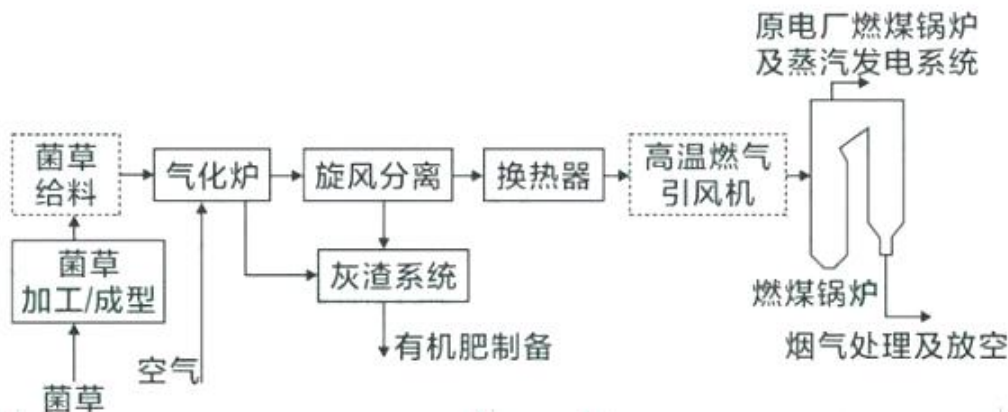 原电厂燃煤锅炉
及蒸汽发电系统
菌草
给料
气化炉
旋风分离
换热器
高温燃气
引风机
菌草
加工/成型
灰渣系统
燃煤锅炉
有机肥制备
烟气处理及放空
空气
菌草